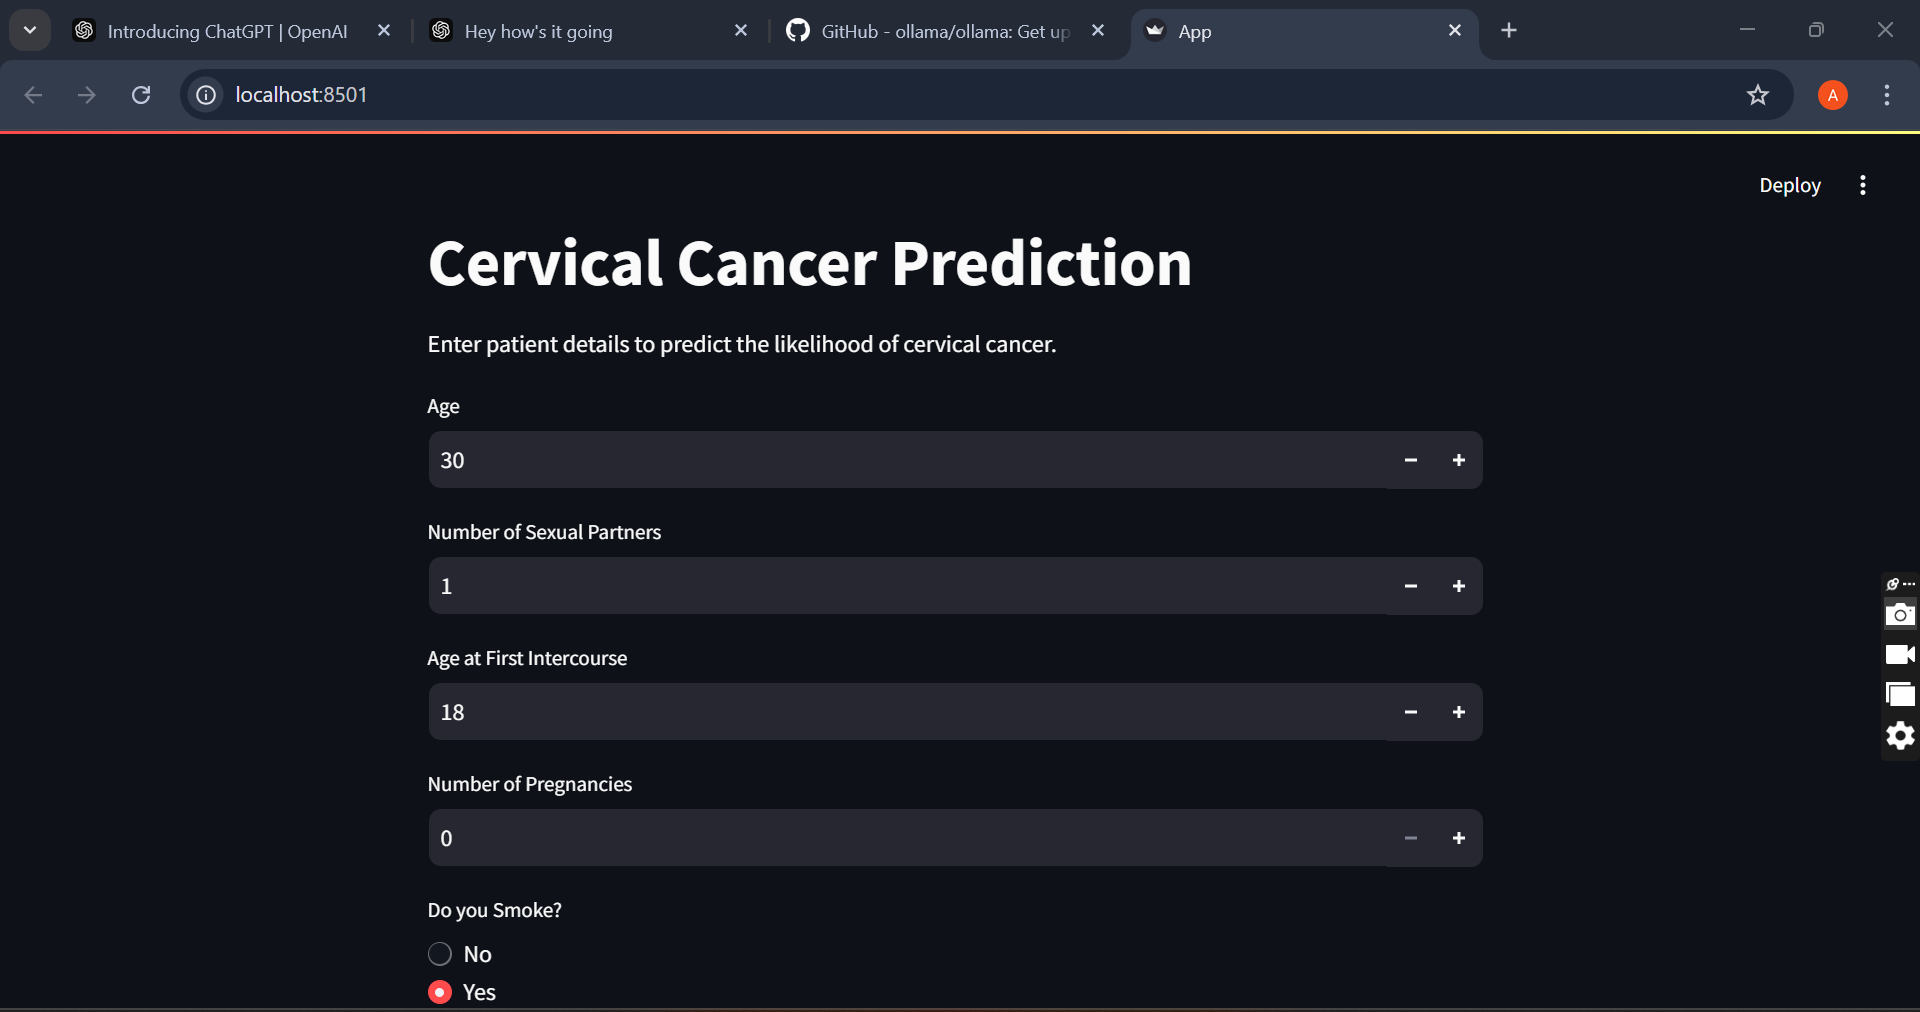 Introducing ChatGPT | OpenAI
Hey how's it going
GitHub - ollama/ollama: Get up
App
localhost:8501
A
Deploy
Cervical Cancer Prediction
Enter patient details to predict the likelihood of cervical cancer.
Age
30
Number of Sexual Partners
1
Age at First Intercourse
18
Number of Pregnancies
0
Do you Smoke?
No
Yes